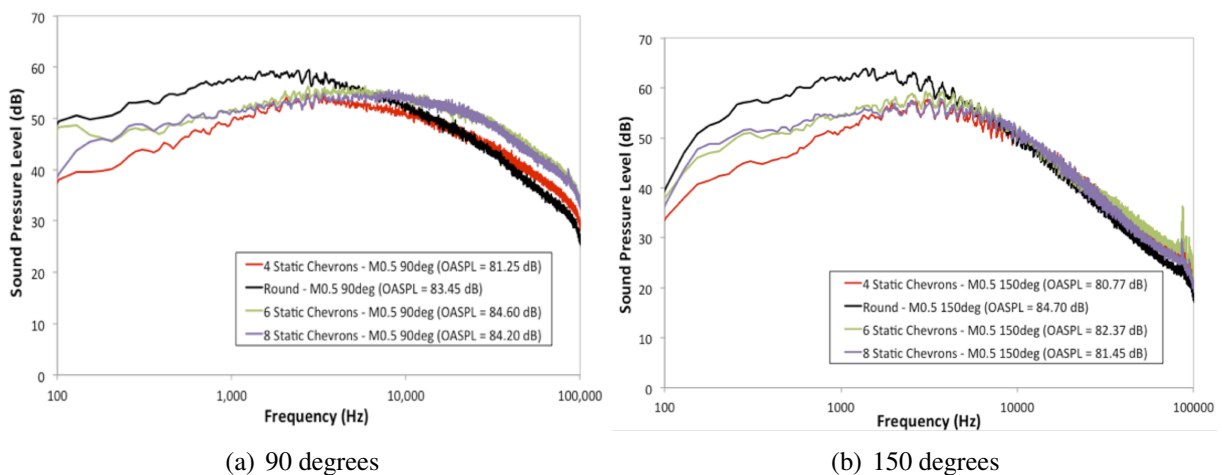 70
60
50
40
30
20
10
0
Sound Pressure Level (dB)
4 Static Chevrons - M0.5 90deg (OASPL = 81.25 dB)
Round - M0.5 90deg (OASPL = 83.45 dB)
6 Static Chevrons - M0.5 90deg (OASPL = 84.60 dB)
8 Static Chevrons - M0.5 90deg (OASPL = 84.20 dB)
100 1,000 10,000 100,000
Frequency (Hz)
(a) 90 degrees
70
60
50
40
30
20
10
0
Sound Pressure Level (dB)
4 Static Chevrons - M0.5 150deg (OASPL = 80.77 dB)
Round - M0.5 150deg (OASPL = 84.70 dB)
6 Static Chevrons - M0.5 150deg (OASPL = 82.37 dB)
8 Static Chevrons - M0.5 150deg (OASPL = 81.45 dB)
100 1000 10000 100000
Frequency (Hz)
(b) 150 degrees